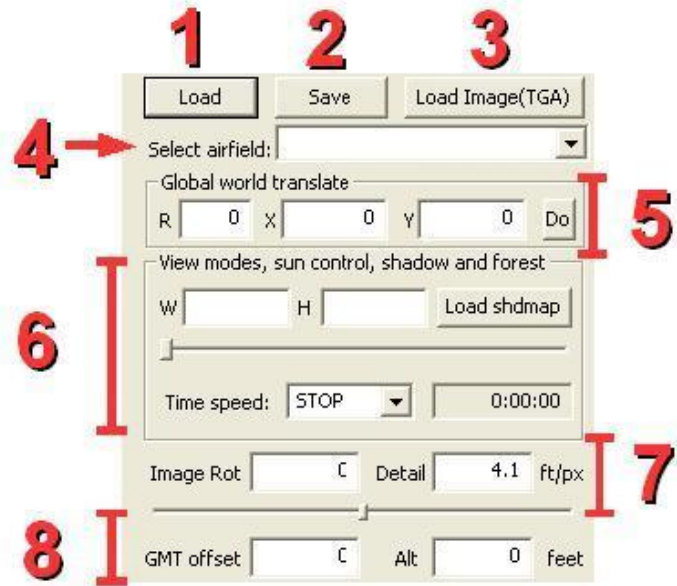 1 2 3
Load Save Load Image(TGA)
4 Select airfield:
Global world translate
R 0 X 0 Y 0 Do
5
View modes, sun control, shadow and forest
W H Load shdmap
6
Time speed: STOP 0:00:00
Image Rot Detail 4.1 ft/px
7
8
GMT offset Alt 0 feet